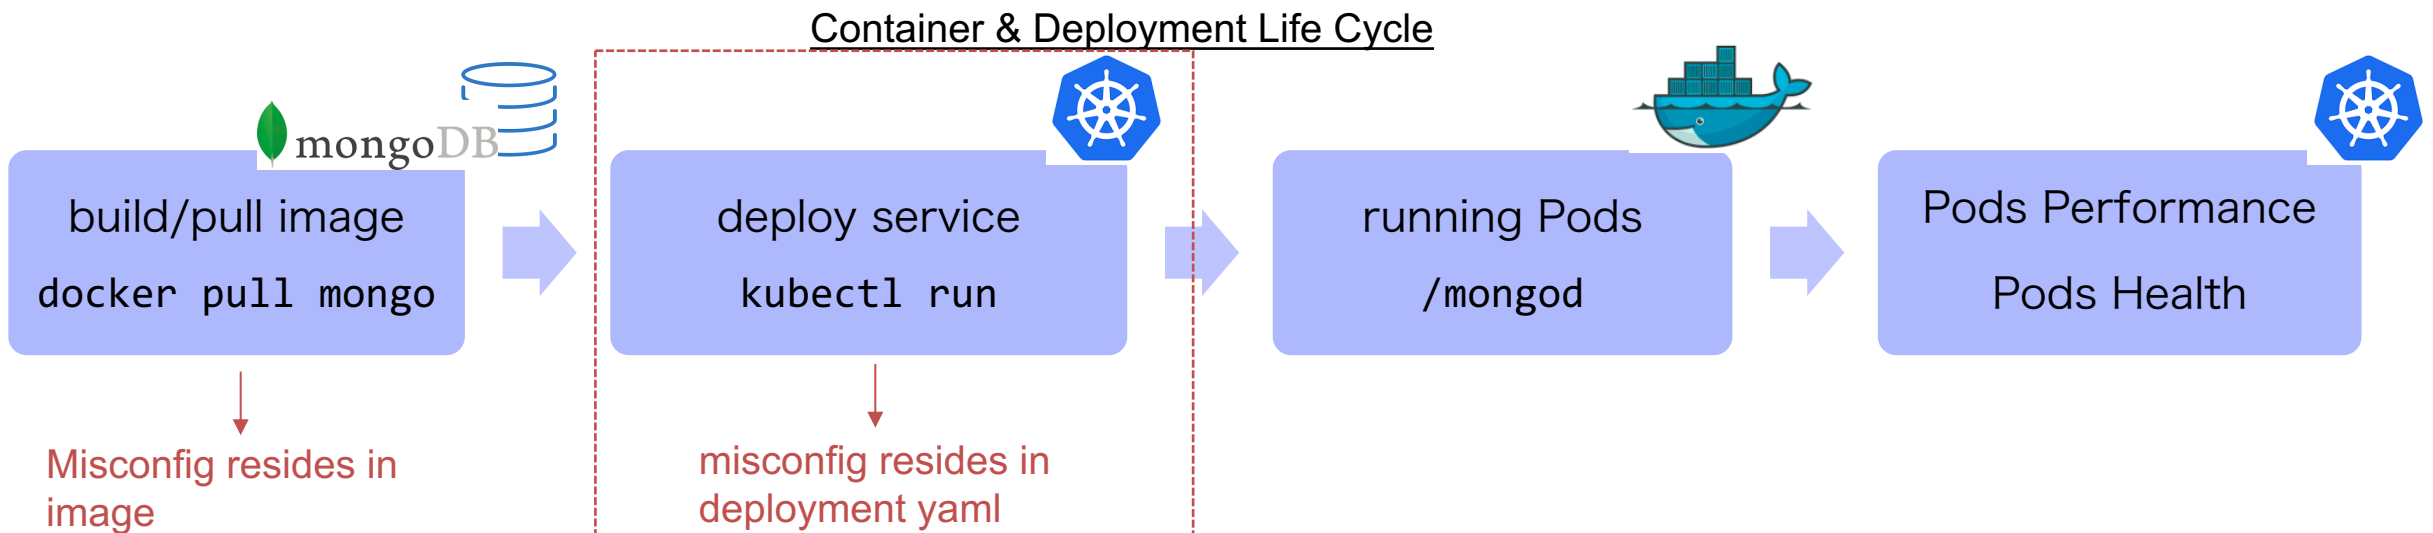 Container & Deployment Life Cycle
mongoDB
build/pull image
docker pull mongo
deploy service
kubectl run
running Pods
/mongod
Pods Performance
Pods Health
Misconfig resides in
image
misconfig resides in
deployment yaml